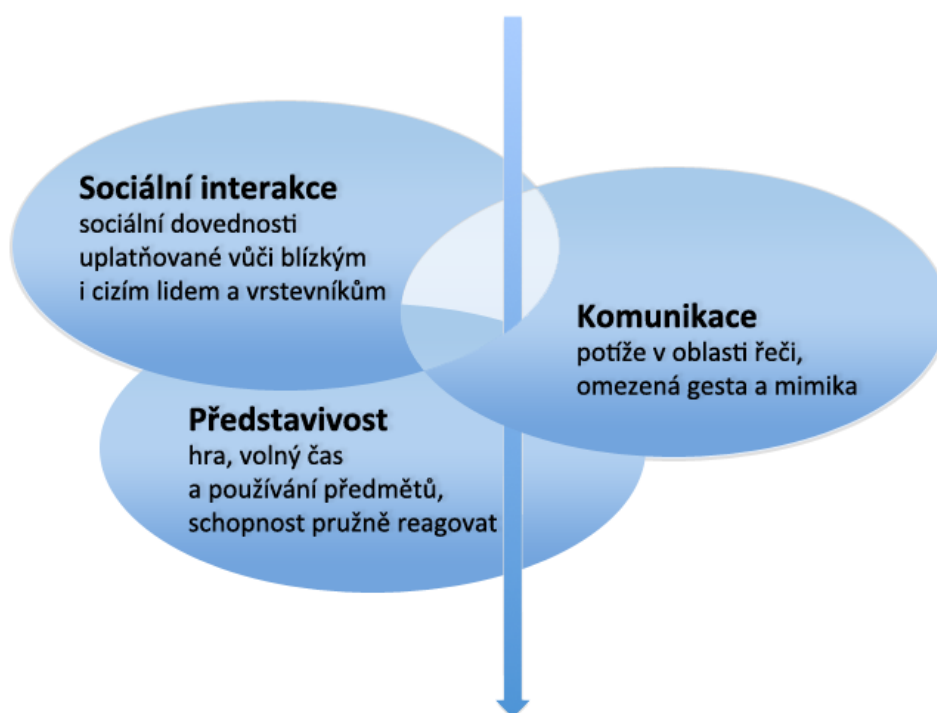 Sociální interakce
sociální dovednosti
uplatňované vůči blízkým
i cizím lidem a vrstevníkům
Komunikace
potíže v oblasti řeči,
omezená gesta a mimika
Představivost
hra, volný čas
a používání předmětů,
schopnost pružně reagovat